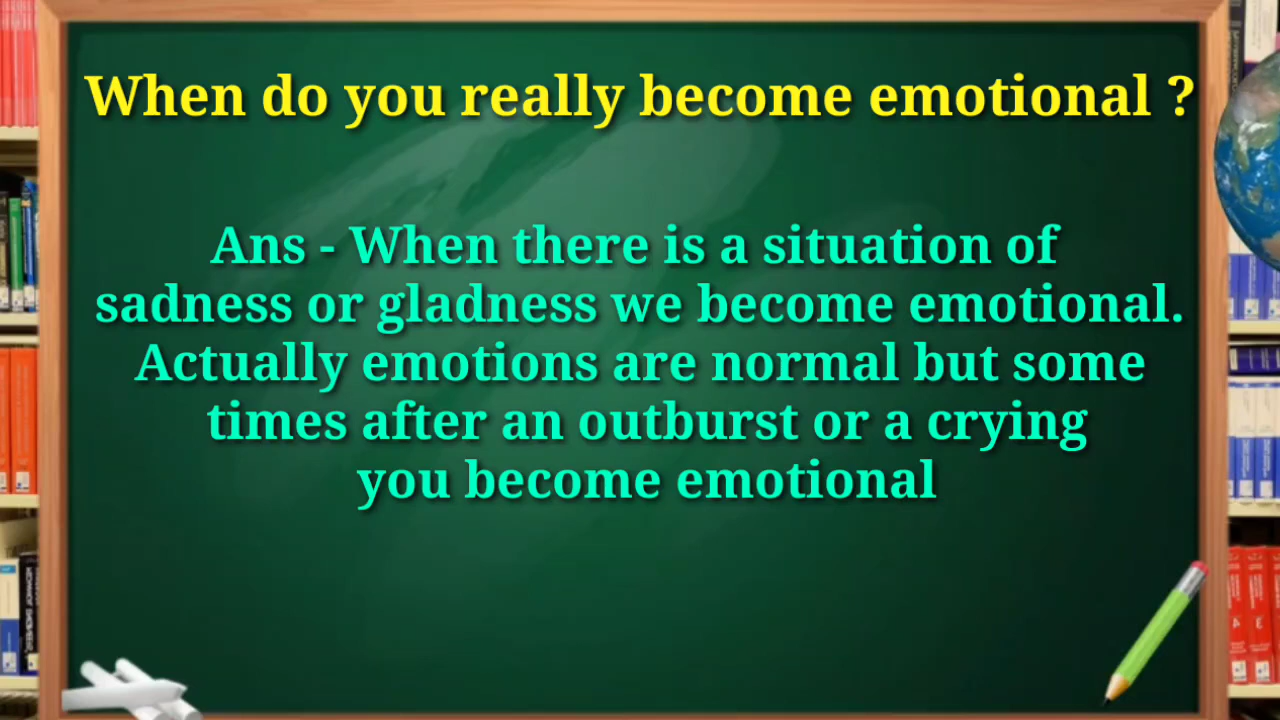 When do you really become emotional ?
Ans - When there is a situation of
sadness or gladness we become emotional.
Actually emotions are normal but some
times after an outburst or a crying
you become emotional